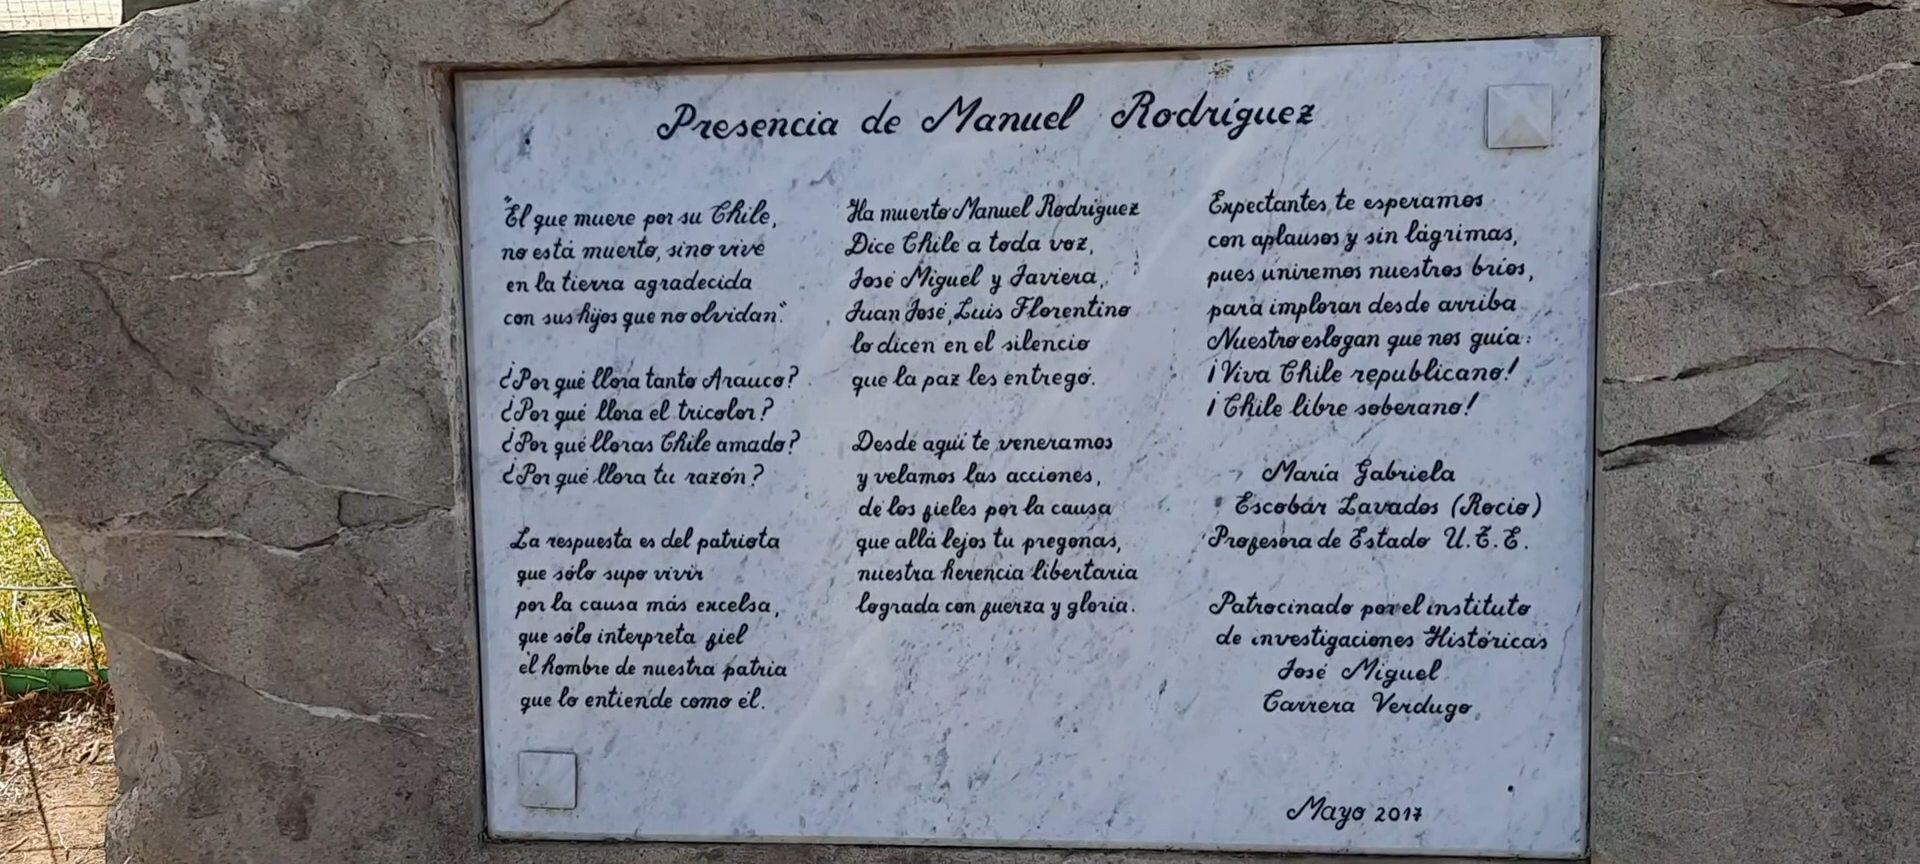 Presencia de Manuel Rodríguez
"El que muere por su Chile,
no está muerto, sino vive
en la tierra agradecida
con sus hijos que no olvidan."
¿Por qué llora tanto Arauco?
¿Por qué llora el tricolor?
¿Por qué lloras Chile amado?
¿Por qué llora tu razón?
La respuesta es del patriota
que sólo supo vivir
por la causa más excelsa,
que sólo interpreta fiel
el hombre de nuestra patria
que lo entiende como él.
Ha muerto Manuel Rodríguez
Dice Chile a toda voz,
José Miguel y Javiera,
Juan José, Luis Florentino
lo dicen en el silencio
que la paz les entregó.
Desde aquí te veneramos
y velamos las acciones,
de los fieles por la causa
que allá lejos tu pregonas,
nuestra herencia libertaria
lograda con fuerza y gloria.
Expectantes te esperamos
con aplausos y sin lágrimas,
pues uniremos nuestros bríos,
para implorar desde arriba
Nuestro eslogan que nos guía:
¡Viva Chile republicano!
¡Chile libre soberano!
María Gabriela
Escobar Lavados (Rocio)
Profesora de Estado U.T.E.
Patrocinado por el instituto
de investigaciones Históricas
José Miguel
Carrera Verdugo.
Mayo 2017